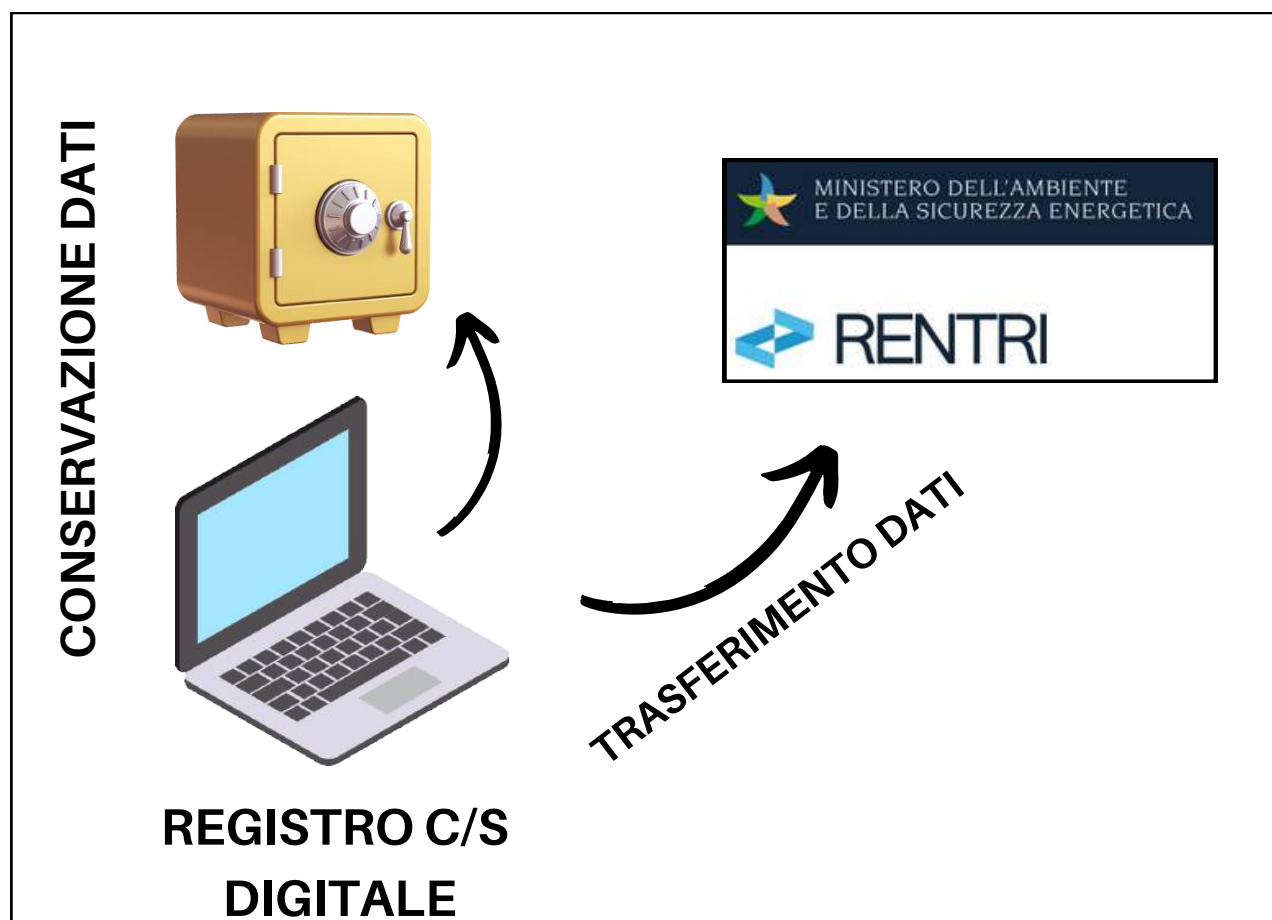 CONSERVAZIONE DATI
MINISTERO DELL'AMBIENTE
E DELLA SICUREZZA ENERGETICA
RENTRI
TRASFERIMENTO DATI
REGISTRO C/S
DIGITALE